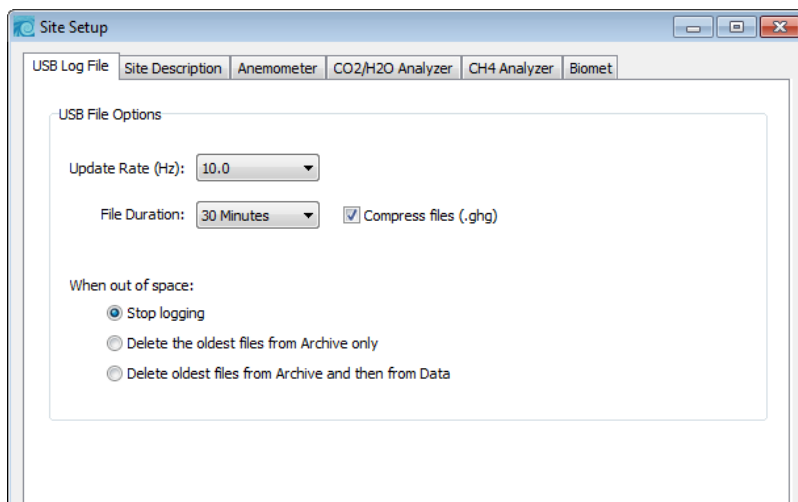 Site Setup
USB Log File Site Description Anemometer CO2/H2O Analyzer CH4 Analyzer Biomet
USB File Options
Update Rate (Hz): 10.0
File Duration: 30 Minutes Compress files (.ghg)
When out of space:
Stop logging
Delete the oldest files from Archive only
Delete oldest files from Archive and then from Data